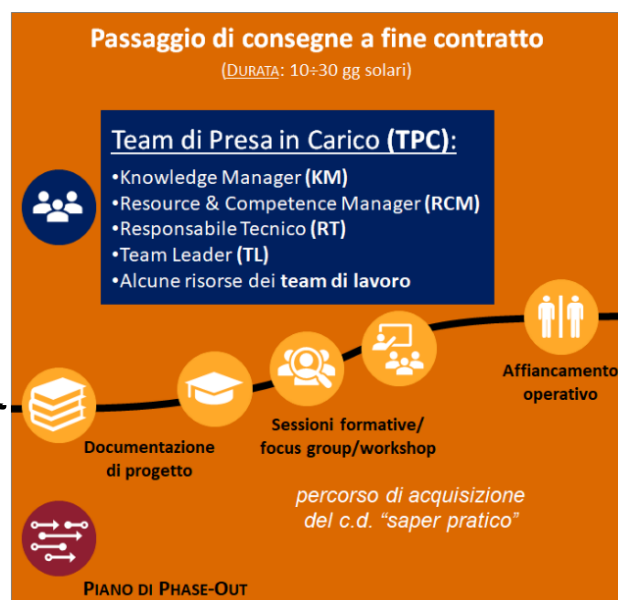 Passaggio di consegne a fine contratto
(DURATA: 10÷30 gg solari)
Team di Presa in Carico (TPC):
•Knowledge Manager (KM)
•Resource & Competence Manager (RCM)
•Responsabile Tecnico (RT)
•Team Leader (TL)
•Alcune risorse dei team di lavoro
Affiancamento
operativo
Sessioni formative/
focus group/workshop
Documentazione
di progetto
percorso di acquisizione
del c.d. “saper pratico”
PIANO DI PHASE-OUT